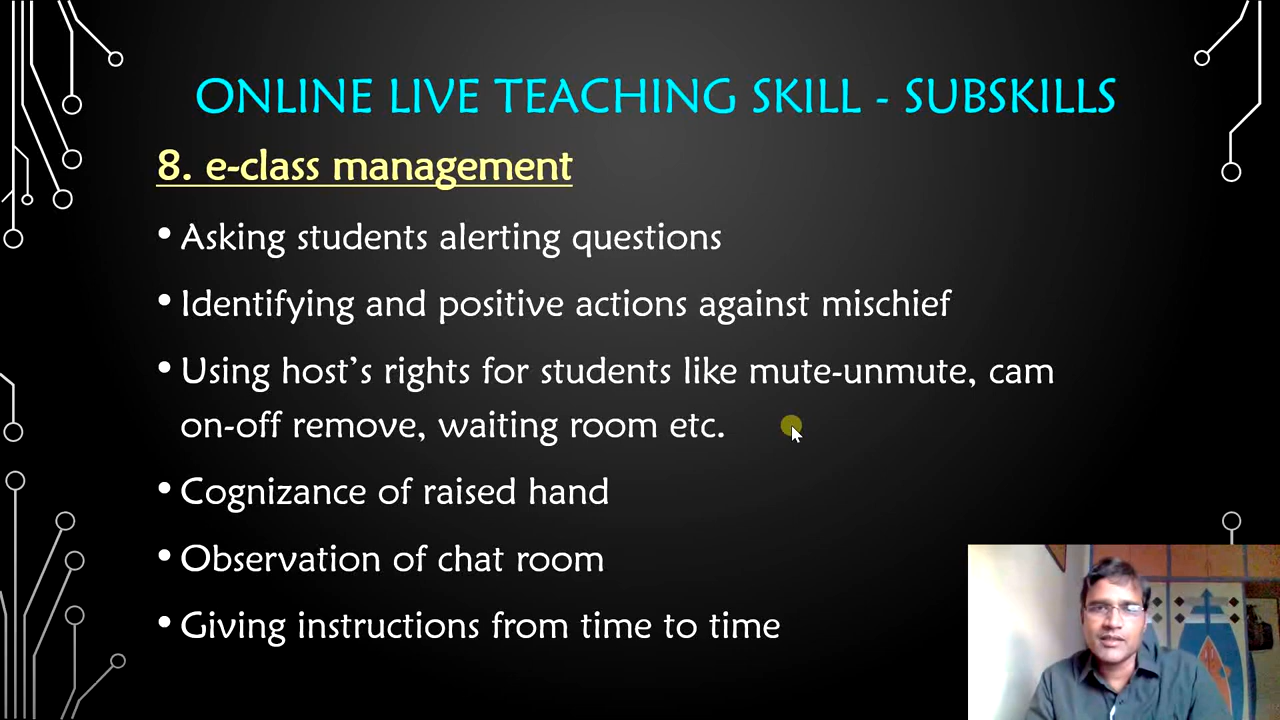 ONLINE LIVE TEACHING SKILL - SUBSKILLS
8. e-class management
• Asking students alerting questions
• Identifying and positive actions against mischief
• Using host's rights for students like mute-unmute, cam
on-off remove, waiting room etc.
• Cognizance of raised hand
• Observation of chat room
• Giving instructions from time to time